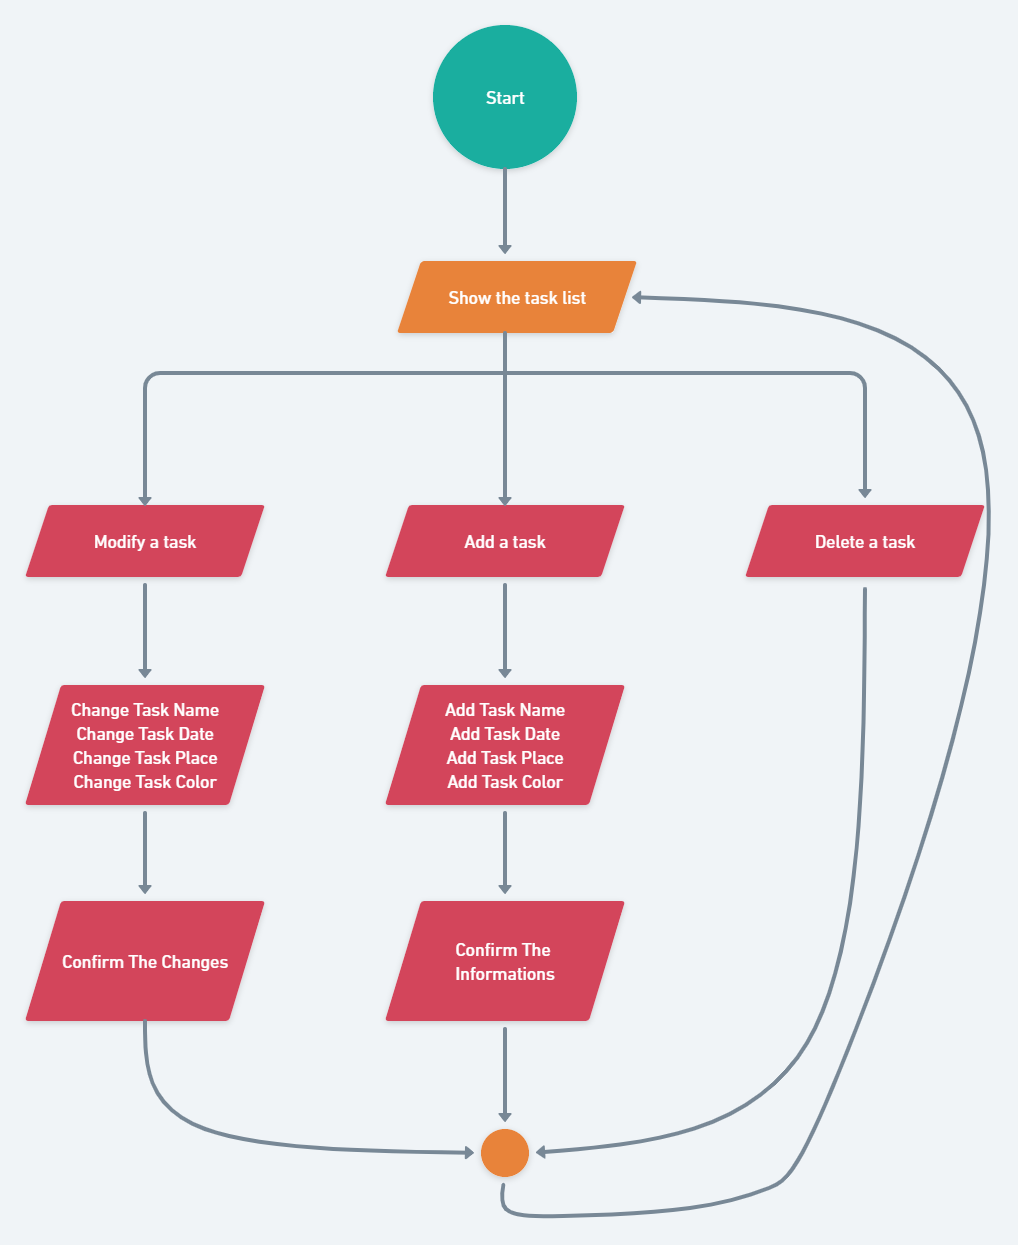 Start
Show the task list
Modify a task
Add a task
Delete a task
Change Task Name
Change Task Date
Change Task Place
Change Task Color
Add Task Name
Add Task Date
Add Task Place
Add Task Color
Confirm The Changes
Confirm The
Informations